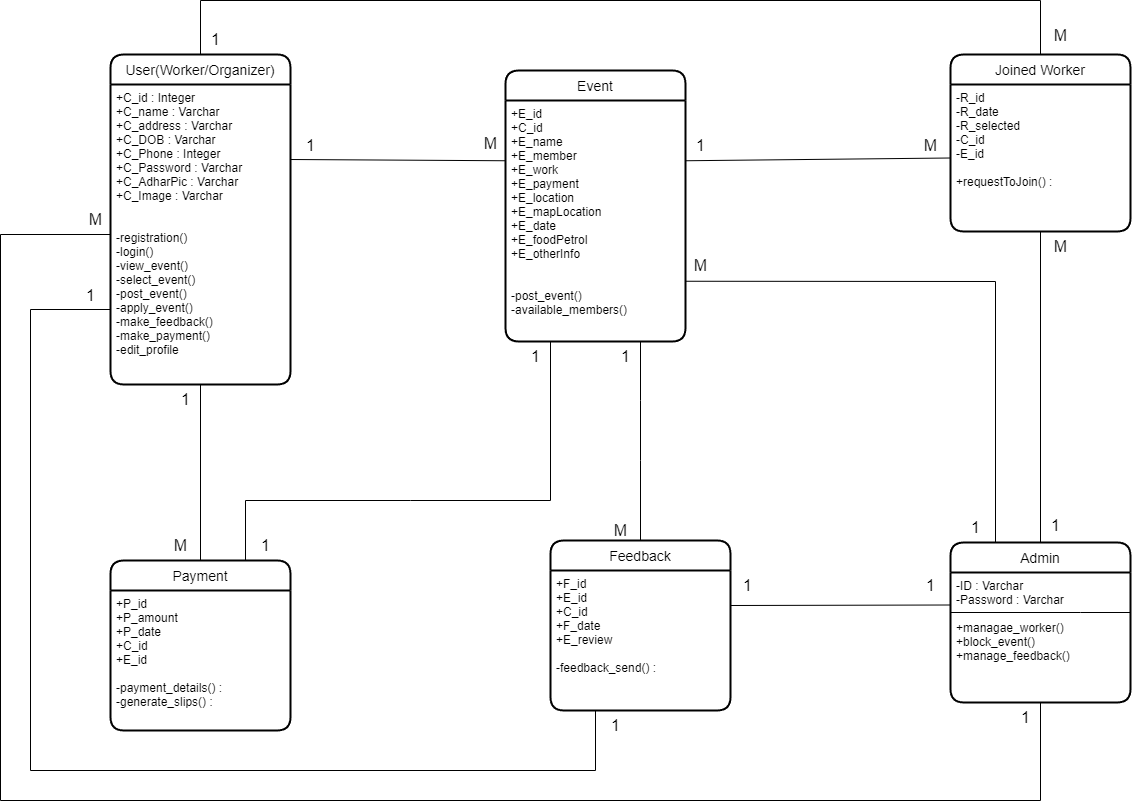 1
M
User(Worker/Organizer)
+C_id : Integer
+C_name : Varchar
+C_address : Varchar
+C_DOB : Varchar
+C_Phone : Integer
+C_Password : Varchar
+C_AdharPic : Varchar
+C_Image : Varchar
-registration()
-login()
-view_event()
-select_event()
-post_event()
-apply_event()
-make_feedback()
-make_payment()
-edit_profile
1
M
M
1
1
Event
+E_id
+C_id
+E_name
+E_member
+E_work
+E_payment
+E_location
+E_mapLocation
+E_date
+E_foodPetrol
+E_otherInfo
-post_event()
-available_members()
1
M
M
1
1
Joined Worker
-R_id
-R_date
-R_selected
-C_id
-E_id
+requestToJoin() :
M
M
1
Payment
+P_id
+P_amount
+P_date
+C_id
+E_id
-payment_details() :
-generate_slips() :
M
Feedback
+F_id
+E_id
+C_id
+F_date
+E_review
-feedback_send() :
1
1
1
1
1
Admin
-ID : Varchar
-Password : Varchar
+managae_worker()
+block_event()
+manage_feedback()
1